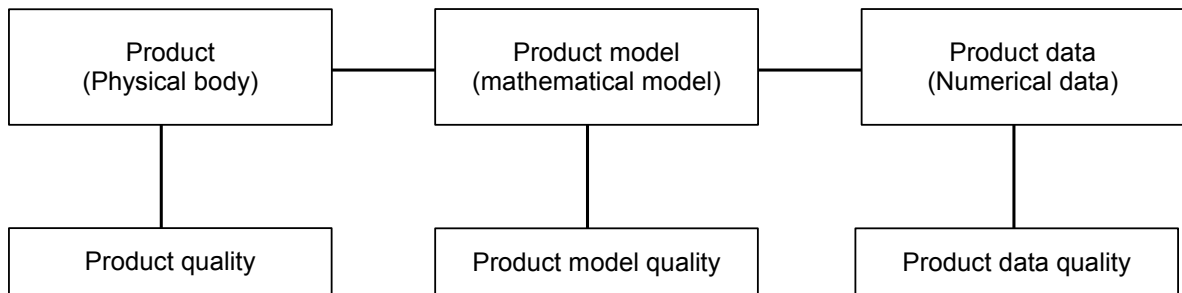 Product
(Physical body)
Product model
(mathematical model)
Product data
(Numerical data)
Product quality
Product model quality
Product data quality